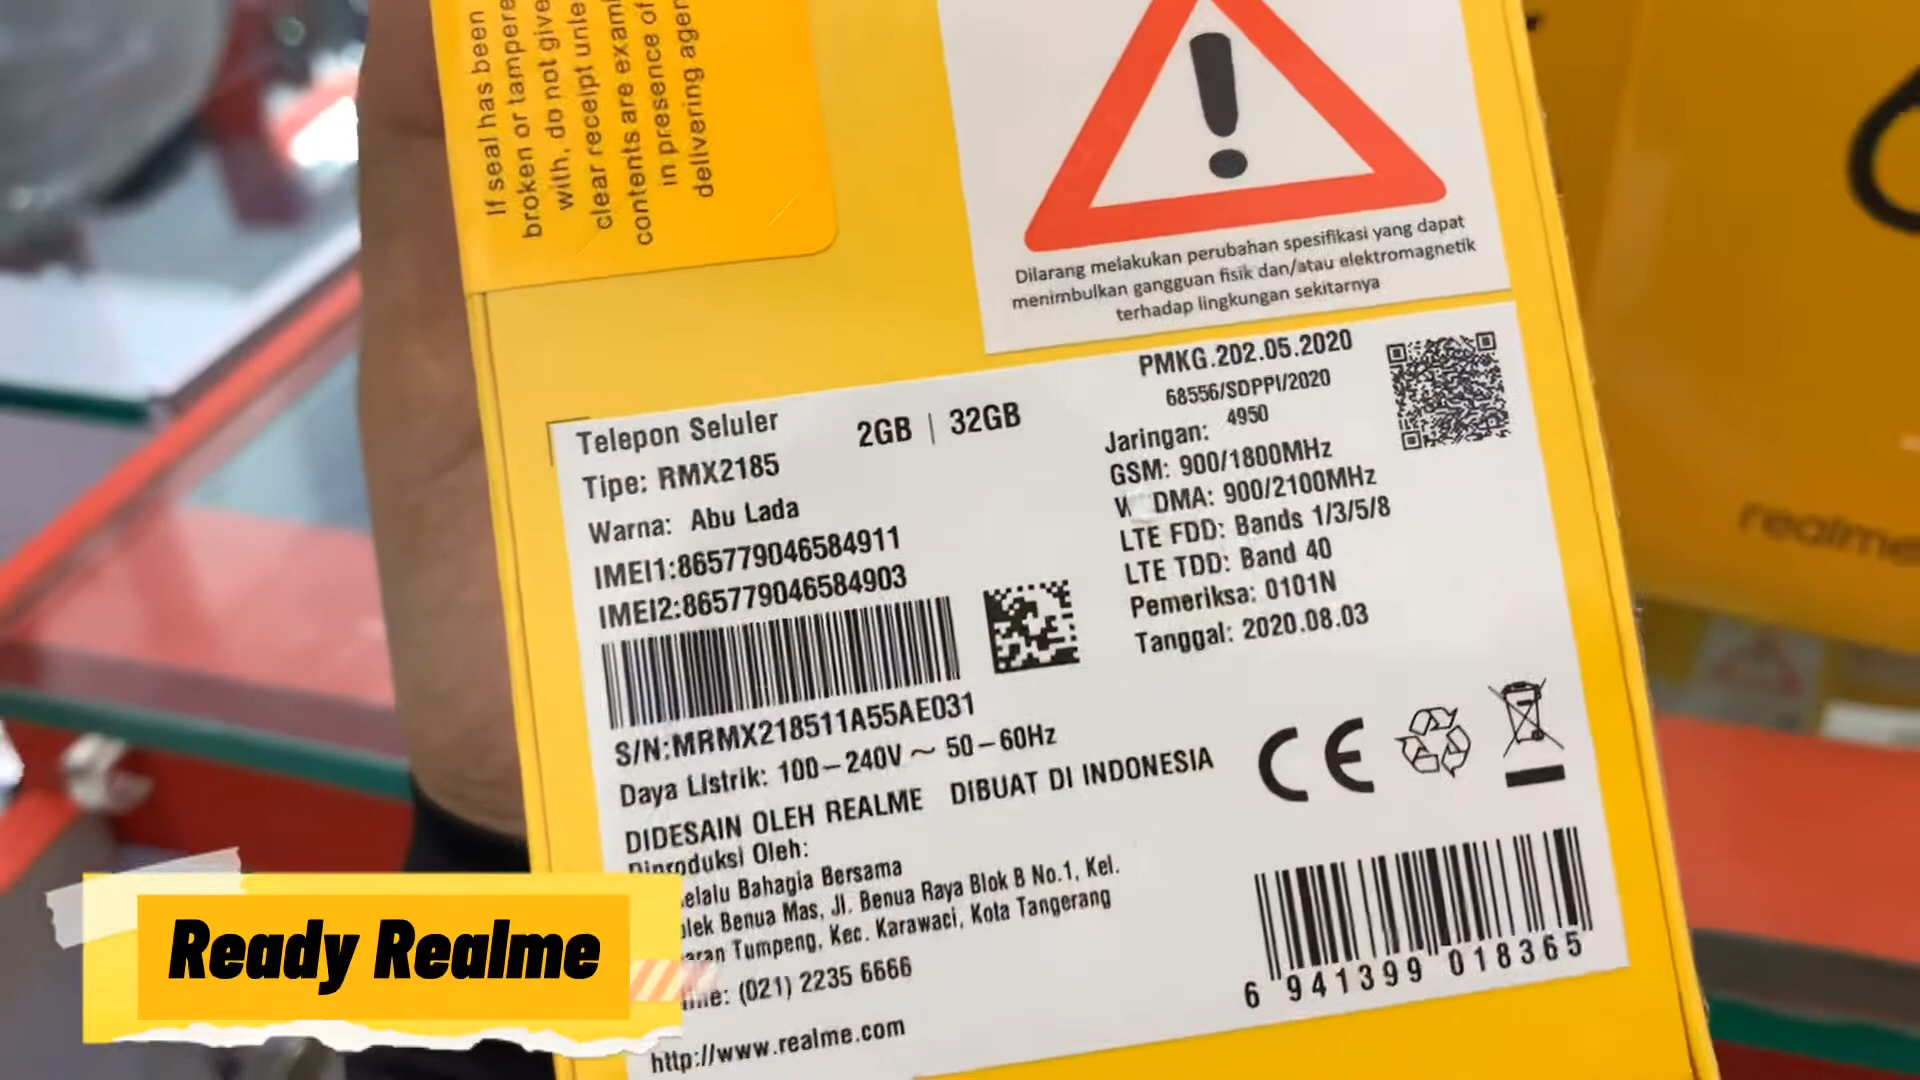 If seal has been
broken or
with, do not give
clear receipt
contents are
in presence of
delivering
Dilarang melakukan perubahan spesifikasi yang dapat
menimbulkan gangguan fisik dan/atau elektromagnetik
terhadap lingkungan sekitarnya
Telepon Seluler 2GB | 32GB
Tipe: RMX2185
Warna: Abu Lada
IMEI1:865779046584911
IMEI2:865779046584903
S/N:MRMX218511A55AE031
Daya Listrik: 100–240V ~ 50–60Hz
DIDESAIN OLEH REALME DIBUAT DI INDONESIA
Diproduksi Oleh:
Bahagia Bersama
Benua Mas, Jl. Benua Raya Blok B No.1, Kel.
Tumpeng, Kec. Karawaci, Kota Tangerang
(021) 2235 6666
http://www.realme.com
PMKG.202.05.2020
68556/SDPPI/2020
4950
Jaringan:
GSM: 900/1800MHz
W DMA: 900/2100MHz
LTE FDD: Bands 1/3/5/8
LTE TDD: Band 40
Pemeriksa: 0101N
Tanggal: 2020.08.03
CE
6 941399 018365
realme
Ready Realme